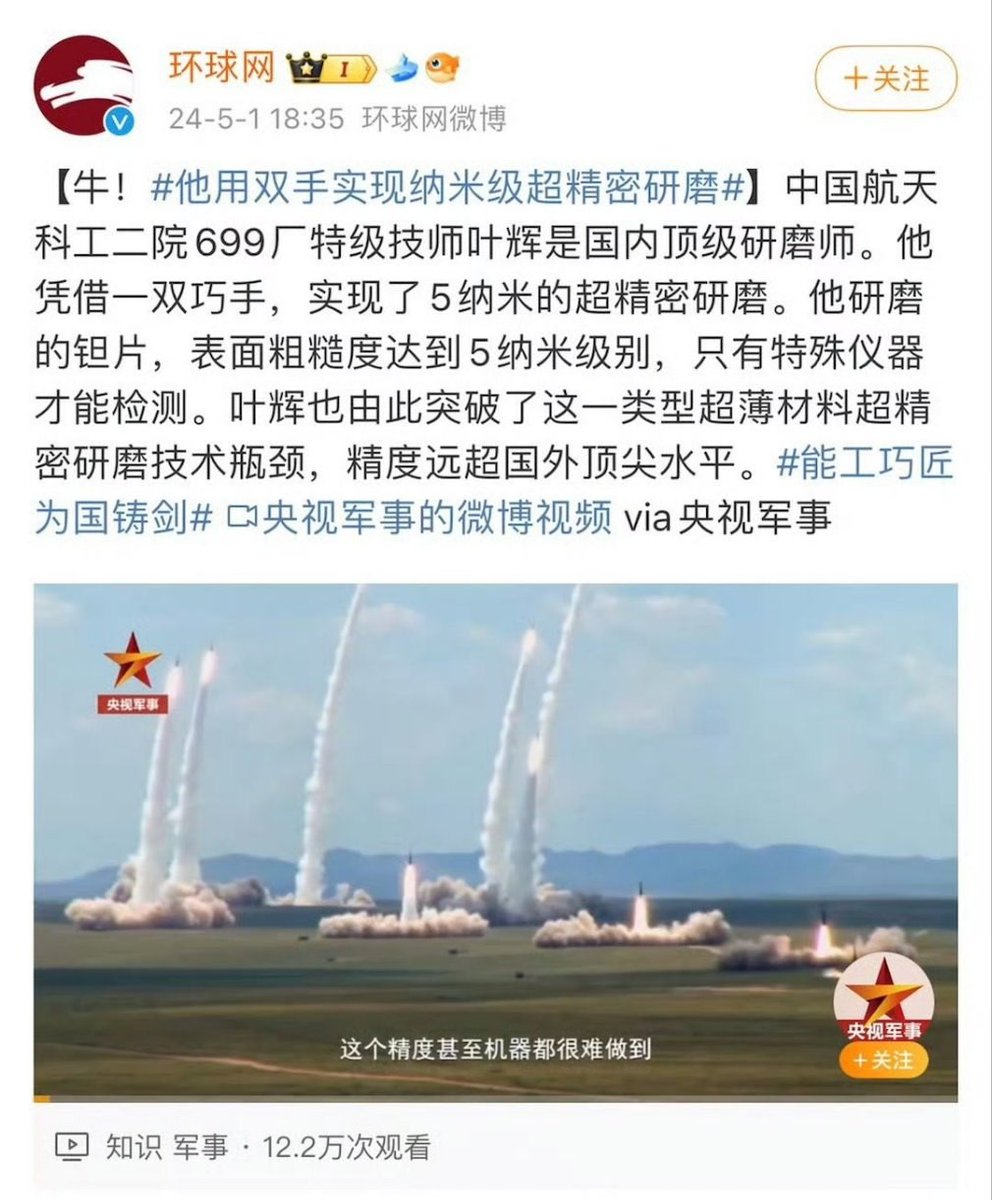 环球网
I
+关注
24-5-1 18:35 环球网微博
【牛！#他用双手实现纳米级超精密研磨#】中国航天
科工二院699厂特级技师叶辉是国内顶级研磨师。他
凭借一双巧手，实现了5纳米的超精密研磨。他研磨
的钽片，表面粗糙度达到5纳米级别，只有特殊仪器
才能检测。叶辉也由此突破了这一类型超薄材料超精
密研磨技术瓶颈，精度远超国外顶尖水平。#能工巧匠
为国铸剑# 央视军事的微博视频 via央视军事
央视军事
这个精度甚至机器都很难做到
央视军事
+关注
知识 军事 · 12.2万次观看